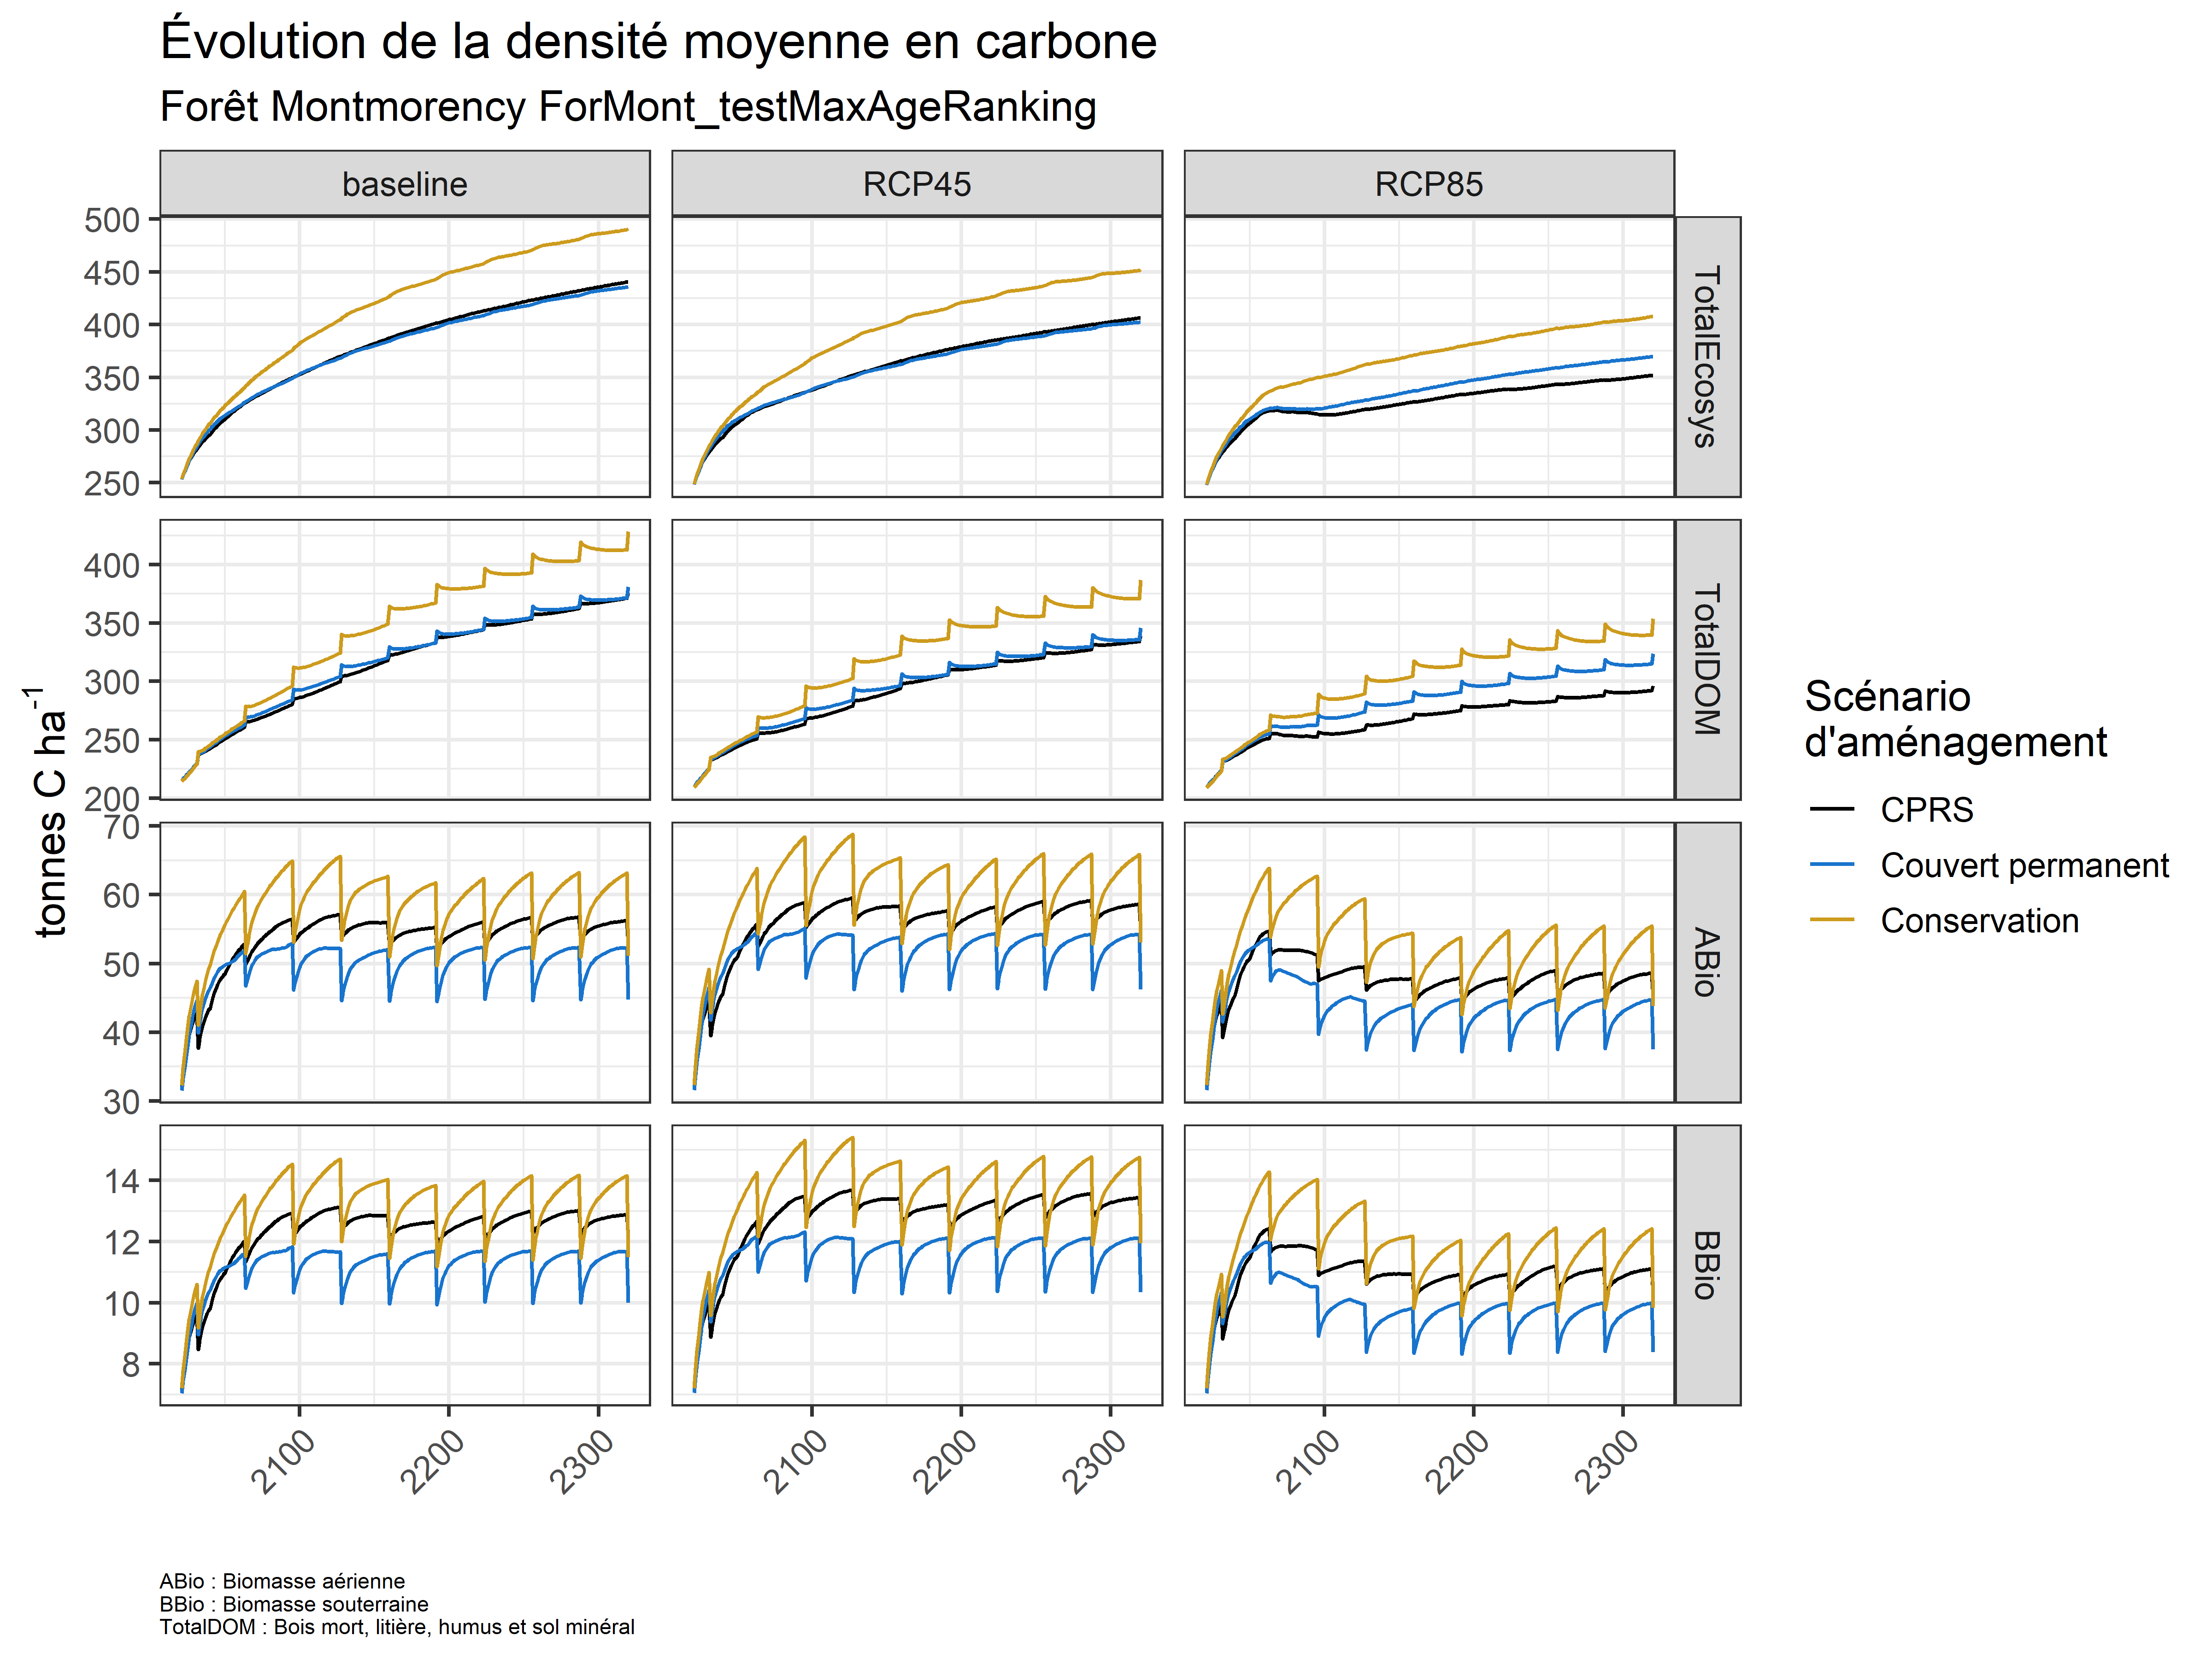 Évolution de la densité moyenne en carbone
Forêt Montmorency ForMont_testMaxAgeRanking
baseline
RCP45
RCP85
tonnes C ha⁻¹
500
450
400
350
300
250
TotalEcosys
400
350
300
250
200
TotalDOM
70
60
50
40
30
ABio
14
12
10
8
BBio
2100
2200
2300
2100
2200
2300
2100
2200
2300
Scénario
d'aménagement
CPRS
Couvert permanent
Conservation
ABio : Biomasse aérienne
BBio : Biomasse souterraine
TotalDOM : Bois mort, litière, humus et sol minéral